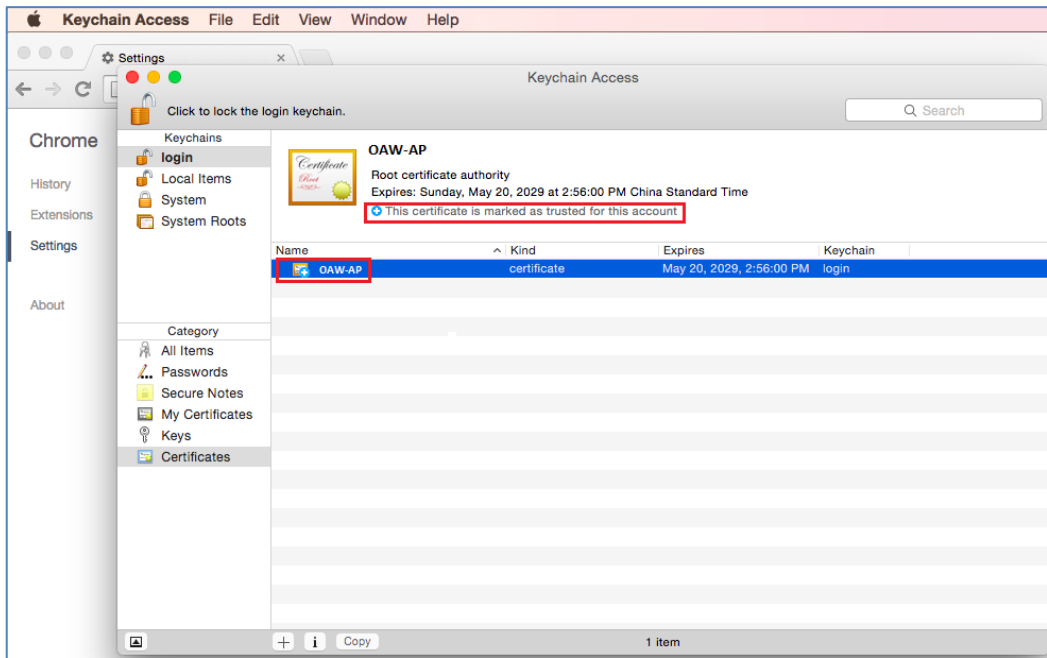 Keychain Access File Edit View Window Help
Settings
Keychain Access
Click to lock the login keychain.
Search
Chrome
History
Extensions
Settings
About
Keychains
login
Local Items
System
System Roots
Certificate
Root
OAW-AP
Root certificate authority
Expires: Sunday, May 20, 2029 at 2:56:00 PM China Standard Time
This certificate is marked as trusted for this account
Name Kind Expires Keychain
OAW-AP certificate May 20, 2029, 2:56:00 PM login
Category
All Items
Passwords
Secure Notes
My Certificates
Keys
Certificates
Copy
1 item